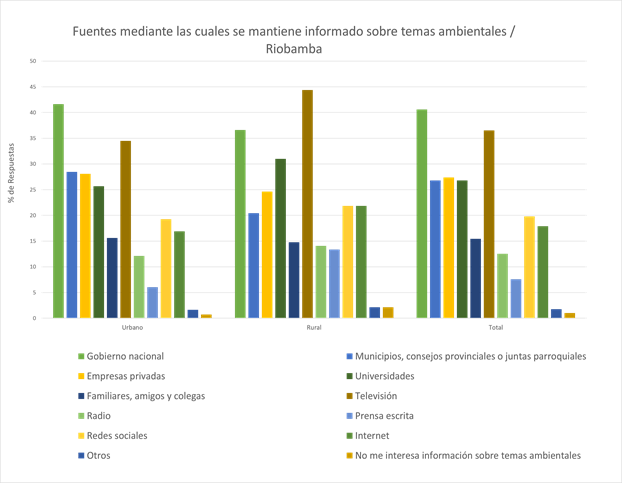 Fuentes mediante las cuales se mantiene informado sobre temas ambientales /
Riobamba
% de Respuestas
50
45
40
35
30
25
20
15
10
5
0
Urbano Rural Total
Gobierno nacional Municipios, consejos provinciales o juntas parroquiales
Empresas privadas Universidades
Familiares, amigos y colegas Televisión
Radio Prensa escrita
Redes sociales Internet
Otros No me interesa información sobre temas ambientales